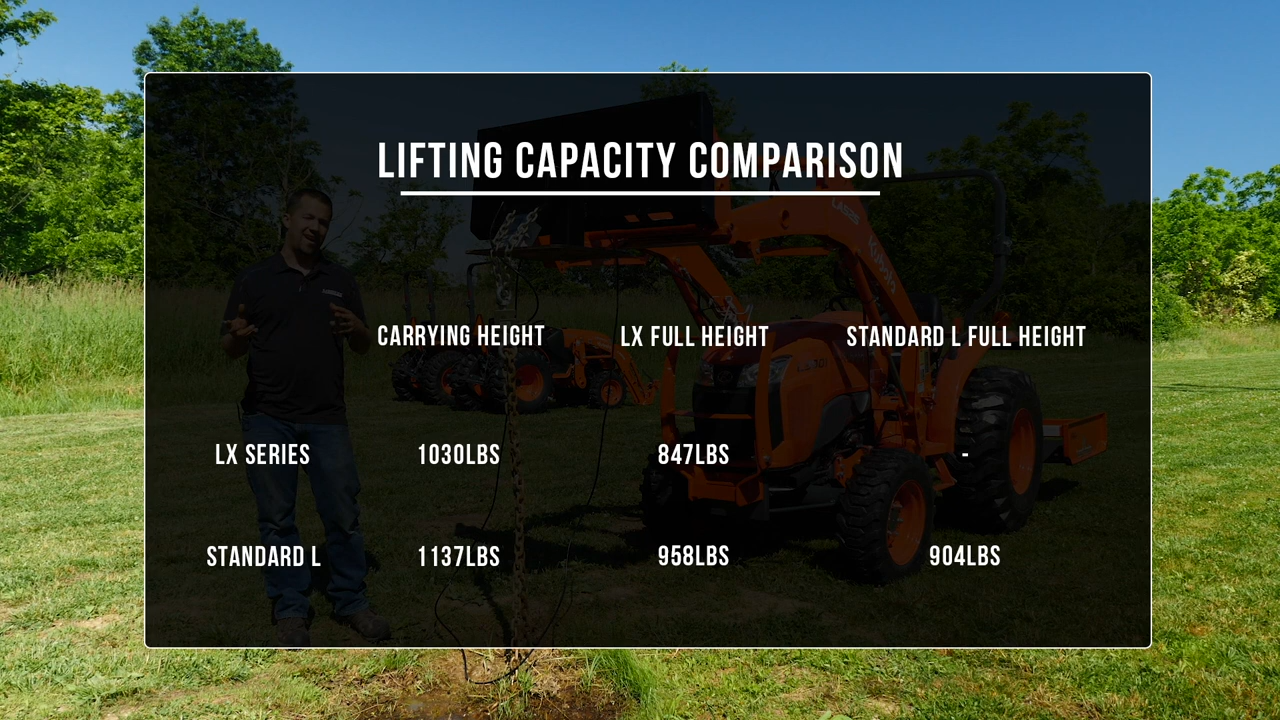 LIFTING CAPACITY COMPARISON
CARRYING HEIGHT LX FULL HEIGHT STANDARD L FULL HEIGHT
LX SERIES 1030LBS 847LBS -
STANDARD L 1137LBS 958LBS 904LBS
KUBOTA